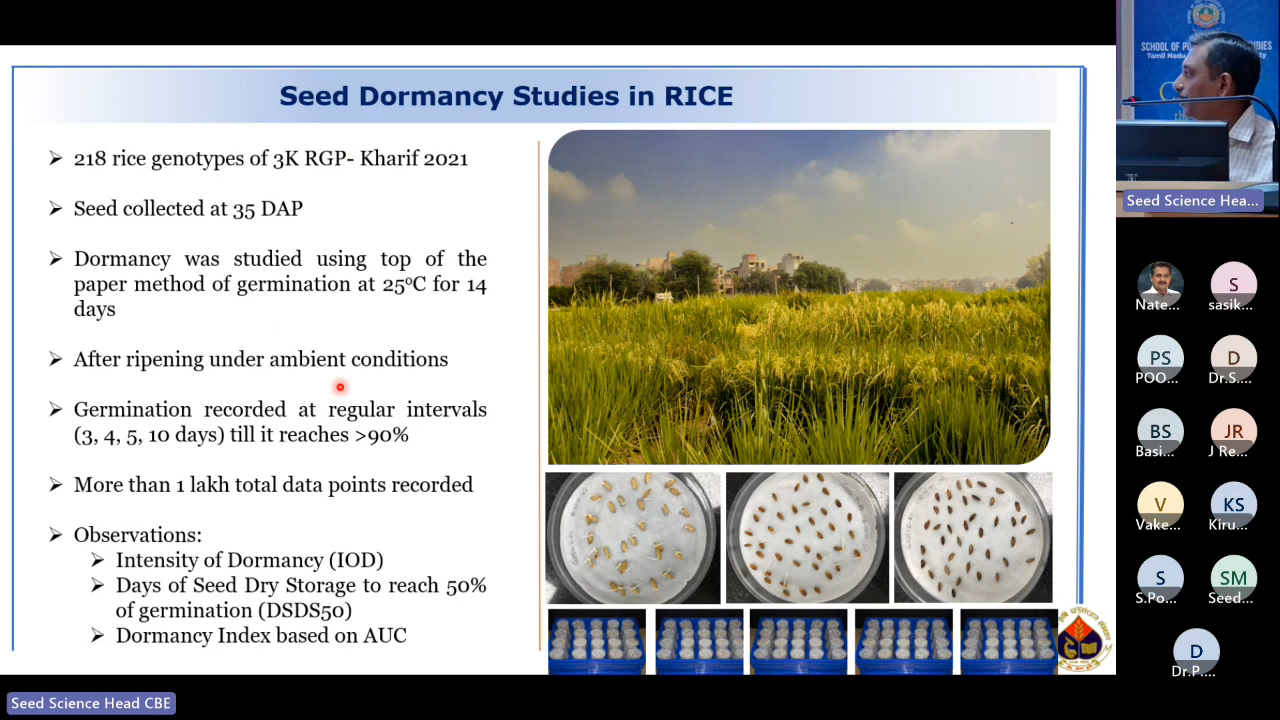 Seed Dormancy Studies in RICE
218 rice genotypes of 3K RGP- Kharif 2021
Seed collected at 35 DAP
Dormancy was studied using top of the
paper method of germination at 25°C for 14
days
After ripening under ambient conditions
Germination recorded at regular intervals
(3, 4, 5, 10 days) till it reaches >90%
More than 1 lakh total data points recorded
Observations:
Intensity of Dormancy (IOD)
Days of Seed Dry Storage to reach 50%
of germination (DSDS50)
Dormancy Index based on AUC
SCHOOL OF
Tamil Nadu
Seed Science Hea...
Nate...
S
sasik...
PS
POO...
D
Dr.S....
BS
Basi...
JR
J Re...
V
Vake...
KS
Kiru...
S
S.Po...
SM
Seed...
D
Dr.P....
Seed Science Head CBE